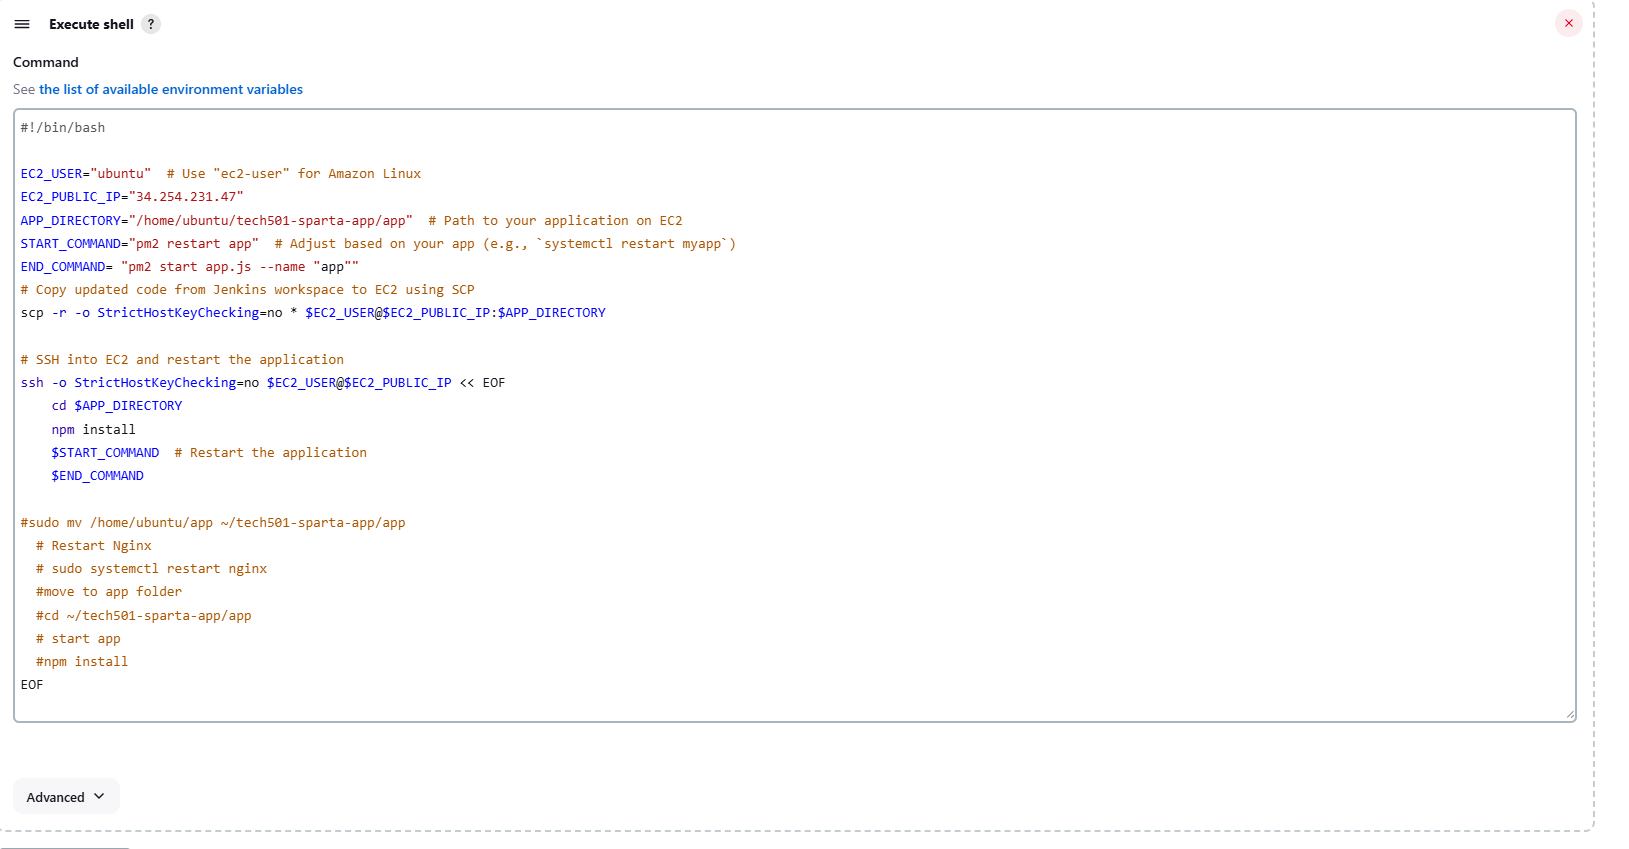 Execute shell ?
Command
See the list of available environment variables
#!/bin/bash
EC2_USER="ubuntu"  # Use "ec2-user" for Amazon Linux
EC2_PUBLIC_IP="34.254.231.47"
APP_DIRECTORY="/home/ubuntu/tech501-sparta-app/app"  # Path to your application on EC2
START_COMMAND="pm2 restart app"  # Adjust based on your app (e.g., `systemctl restart myapp`)
END_COMMAND= "pm2 start app.js --name "app""
# Copy updated code from Jenkins workspace to EC2 using SCP
scp -r -o StrictHostKeyChecking=no * $EC2_USER@$EC2_PUBLIC_IP:$APP_DIRECTORY
# SSH into EC2 and restart the application
ssh -o StrictHostKeyChecking=no $EC2_USER@$EC2_PUBLIC_IP << EOF
    cd $APP_DIRECTORY
    npm install
    $START_COMMAND  # Restart the application
    $END_COMMAND
#sudo mv /home/ubuntu/app ~/tech501-sparta-app/app
  # Restart Nginx
  # sudo systemctl restart nginx
  #move to app folder
  #cd ~/tech501-sparta-app/app
  # start app
  #npm install
EOF
Advanced